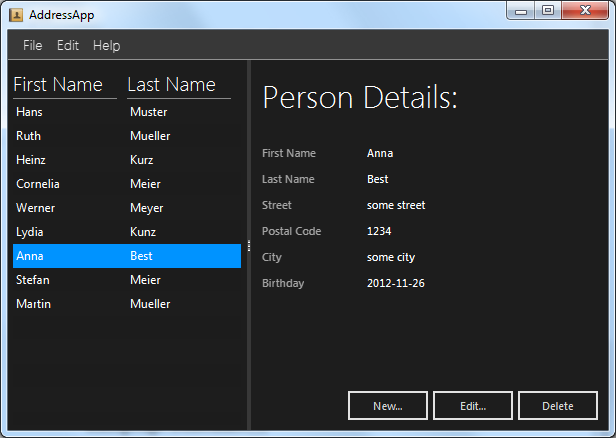 AddressApp
File Edit Help
First Name Last Name
Hans Muster
Ruth Mueller
Heinz Kurz
Cornelia Meier
Werner Meyer
Lydia Kunz
Anna Best
Stefan Meier
Martin Mueller
Person Details:
First Name Anna
Last Name Best
Street some street
Postal Code 1234
City some city
Birthday 2012-11-26
New... Edit... Delete